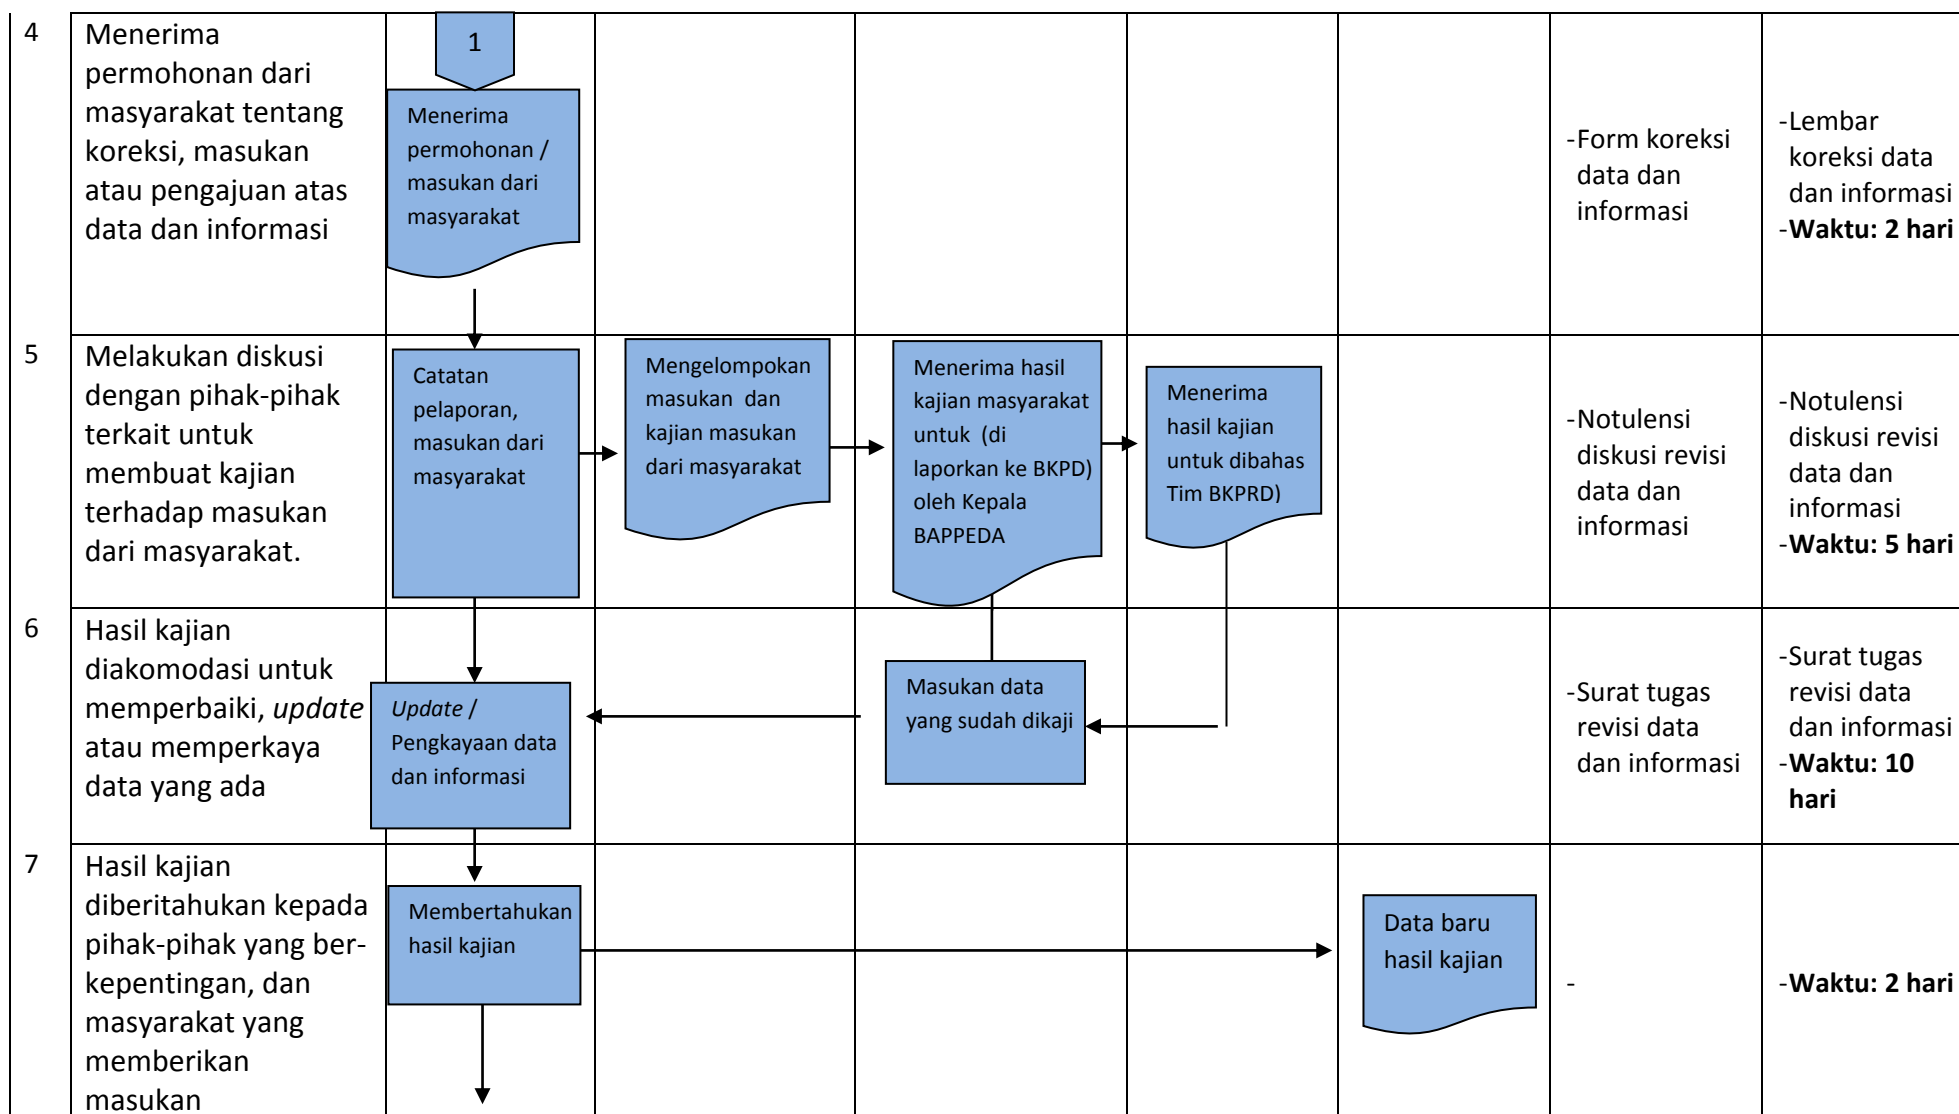 4
Menerima
permohonan dari
masyarakat tentang
koreksi, masukan
atau pengajuan atas
data dan informasi
1
Menerima
permohonan /
masukan dari
masyarakat
-Form koreksi
data dan
informasi
-Lembar
koreksi data
dan informasi
-Waktu: 2 hari
5
Melakukan diskusi
dengan pihak-pihak
terkait untuk
membuat kajian
terhadap masukan
dari masyarakat.
Catatan
pelaporan,
masukan dari
masyarakat
Mengelompokan
masukan dan
kajian masukan
dari masyarakat
Menerima hasil
kajian masyarakat
untuk (di
laporkan ke BKPD)
oleh Kepala
BAPPEDA
Menerima
hasil kajian
untuk dibahas
Tim BKPRD)
-Notulensi
diskusi revisi
data dan
informasi
-Notulensi
diskusi revisi
data dan
informasi
-Waktu: 5 hari
6
Hasil kajian
diakomodasi untuk
memperbaiki, update
atau memperkaya
data yang ada
Update /
Pengkayaan data
dan informasi
Masukan data
yang sudah dikaji
-Surat tugas
revisi data
dan informasi
-Surat tugas
revisi data
dan informasi
-Waktu: 10
hari
7
Hasil kajian
diberitahukan kepada
pihak-pihak yang ber-
kepentingan, dan
masyarakat yang
memberikan
masukan
Membertahukan
hasil kajian
Data baru
hasil kajian
-
-Waktu: 2 hari